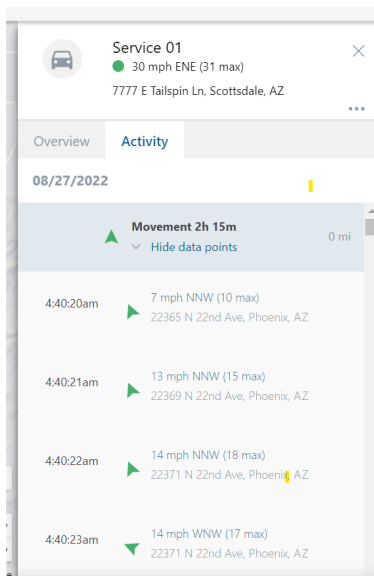 Service 01
30 mph ENE (31 max)
7777 E Tailspin Ln, Scottsdale, AZ
Overview Activity
08/27/2022
Movement 2h 15m
Hide data points
0 mi
4:40:20am
7 mph NNW (10 max)
22365 N 22nd Ave, Phoenix, AZ
4:40:21am
13 mph NNW (15 max)
22369 N 22nd Ave, Phoenix, AZ
4:40:22am
14 mph NNW (18 max)
22371 N 22nd Ave, Phoenix, AZ
4:40:23am
14 mph WNW (17 max)
22371 N 22nd Ave, Phoenix, AZ